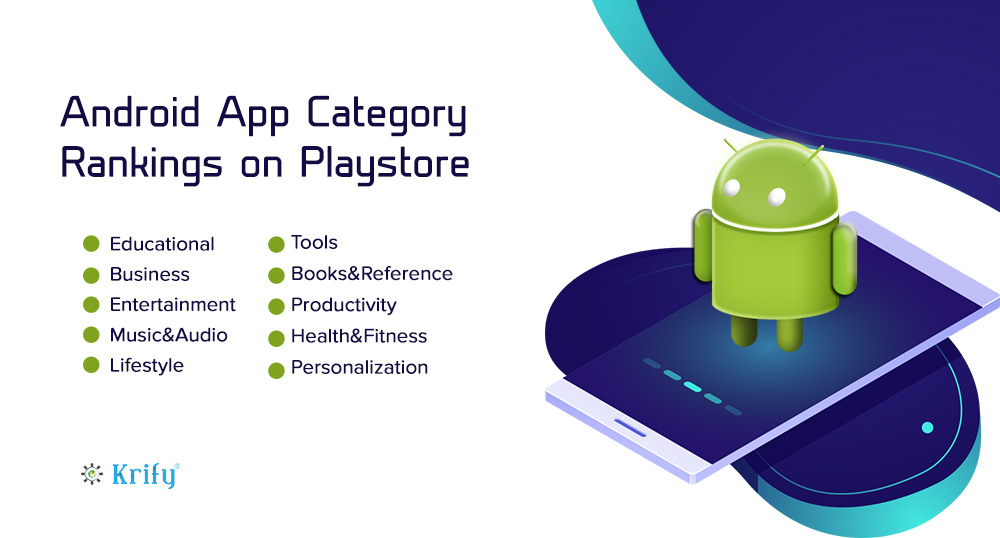 Android App Category
Rankings on Playstore
Educational
Business
Entertainment
Music&Audio
Lifestyle
Tools
Books&Reference
Productivity
Health&Fitness
Personalization
Krify®